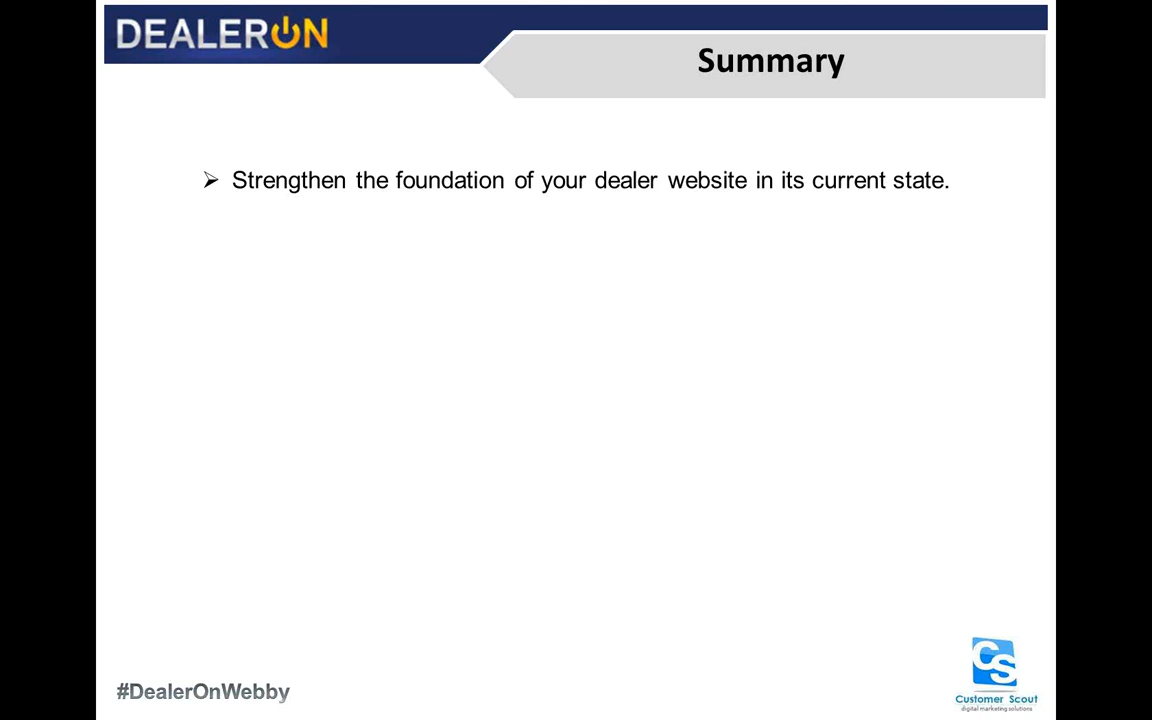 DEALERON
Summary
➢ Strengthen the foundation of your dealer website in its current state.
#DealerOnWebby
CS
Customer Scout
digital marketing solutions